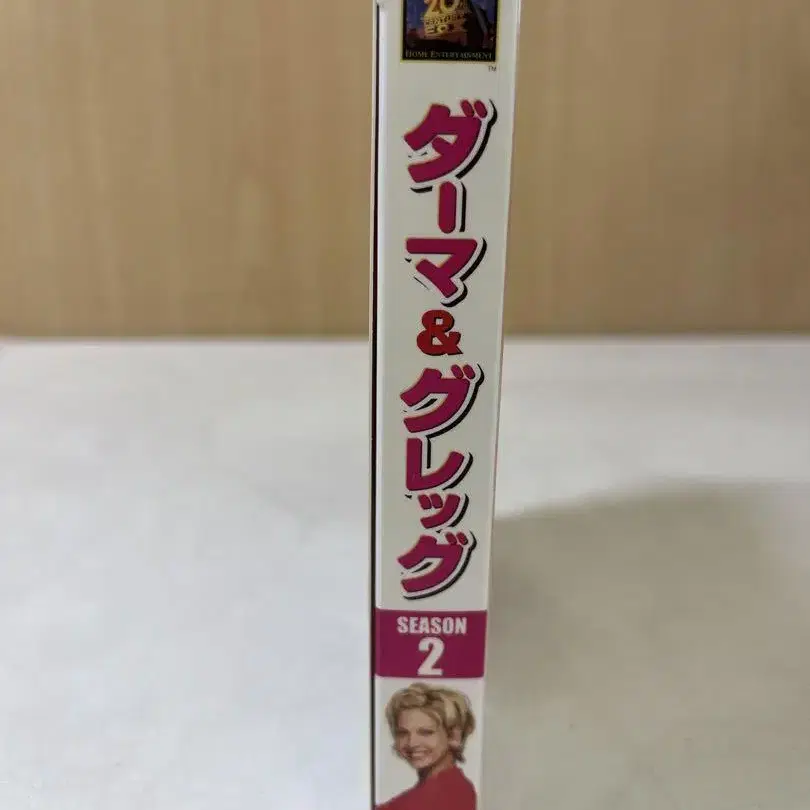 20th
CENTURY
FOX
HOME ENTERTAINMENT
TM
ダーマ&グレッグ
SEASON
2